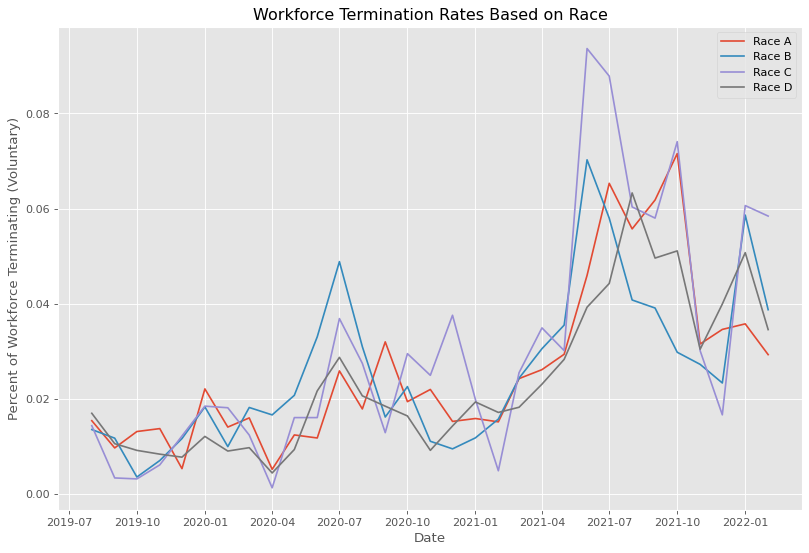 Workforce Termination Rates Based on Race
Race A
Race B
Race C
Race D
Percent of Workforce Terminating (Voluntary)
0.08
0.06
0.04
0.02
0.00
2019-07 2019-10 2020-01 2020-04 2020-07 2020-10 2021-01 2021-04 2021-07 2021-10 2022-01
Date